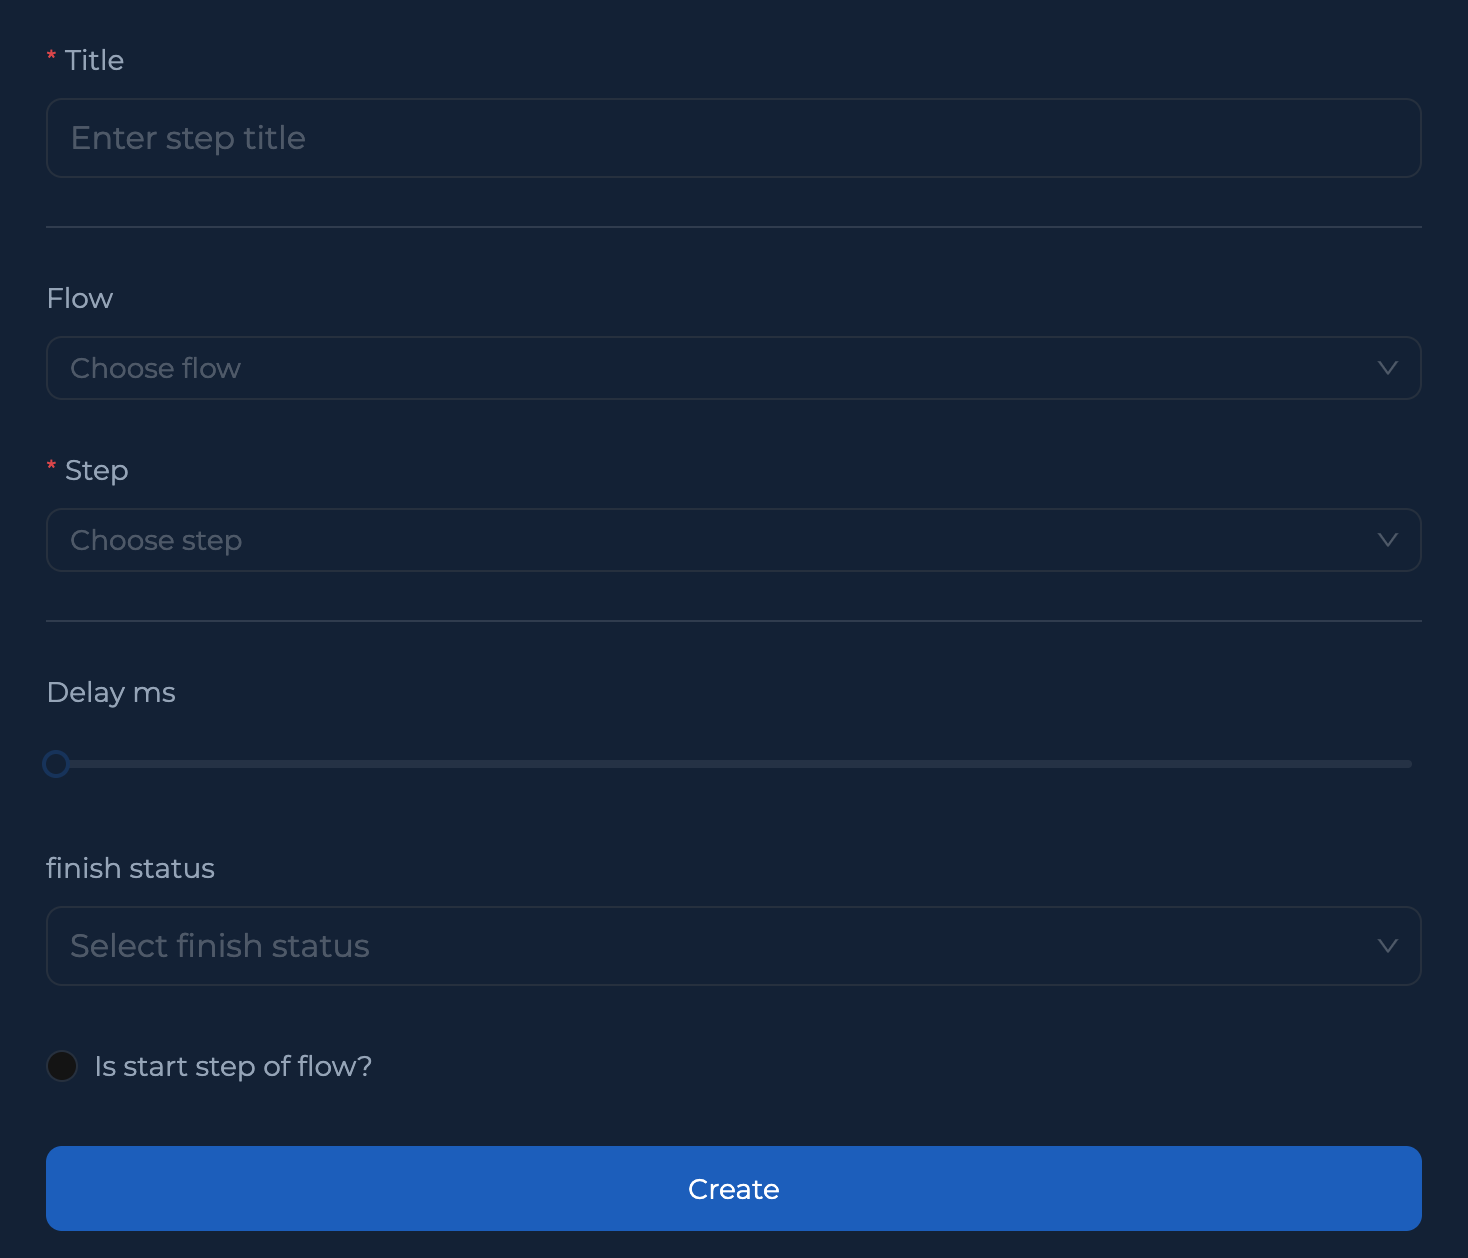 * Title
Enter step title
Flow
Choose flow
* Step
Choose step
Delay ms
finish status
Select finish status
Is start step of flow?
Create